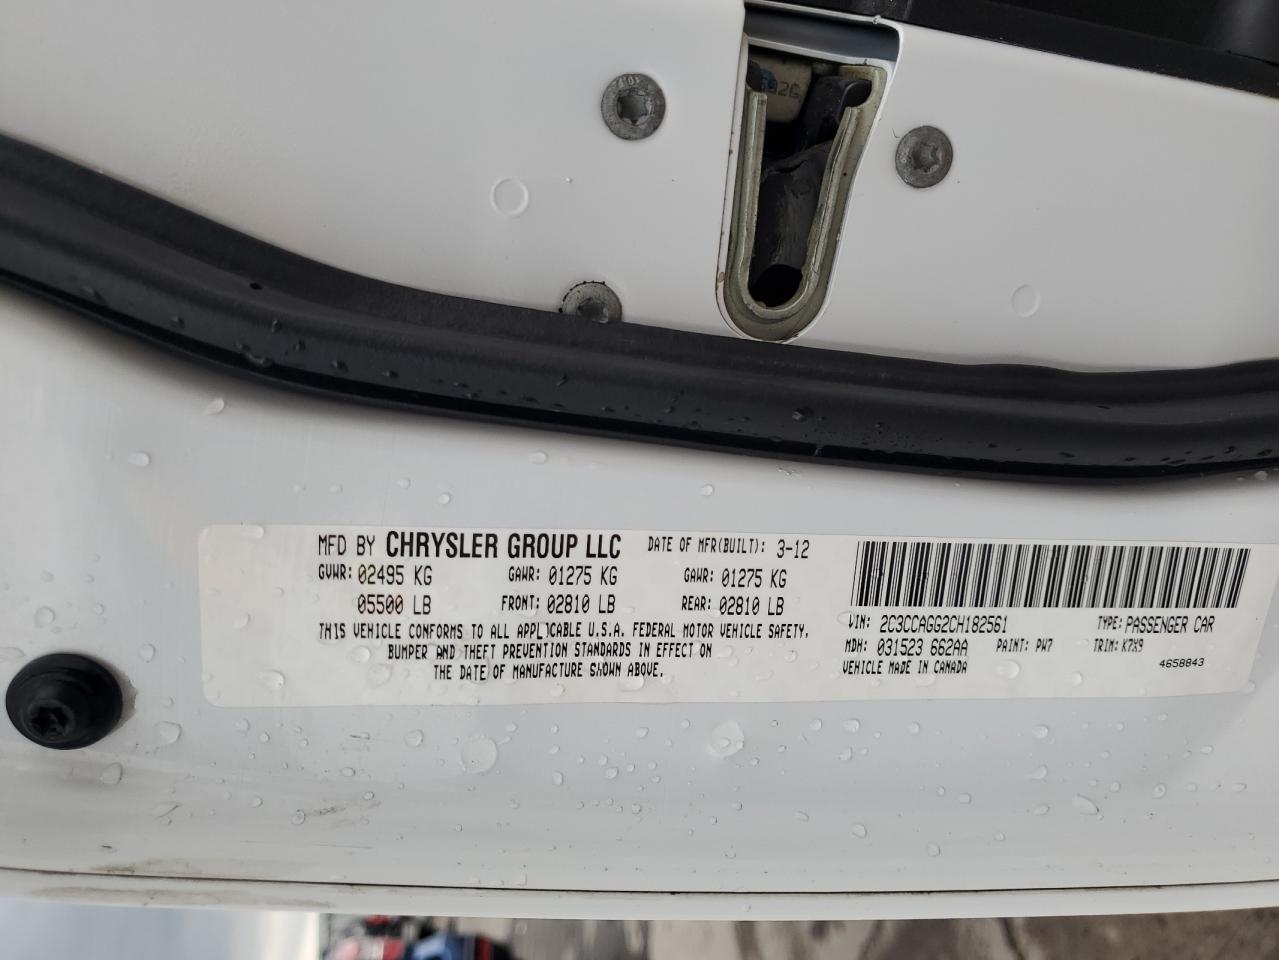 MFD BY CHRYSLER GROUP LLC DATE OF MFR(BUILT): 3-12
GVWR: 02495 KG GAWR: 01275 KG GAWR: 01275 KG
05500 LB FRONT: 02810 LB REAR: 02810 LB
THIS VEHICLE CONFORMS TO ALL APPLICABLE U.S.A. FEDERAL MOTOR VEHICLE SAFETY,
BUMPER AND THEFT PREVENTION STANDARDS IN EFFECT ON
THE DATE OF MANUFACTURE SHOWN ABOVE.
VIN: 2C3CCAGG2CH182561 TYPE: PASSENGER CAR
MDH: 031523 662AA PAINT: PW7 TRIM: K7X9
VEHICLE MADE IN CANADA 4658843